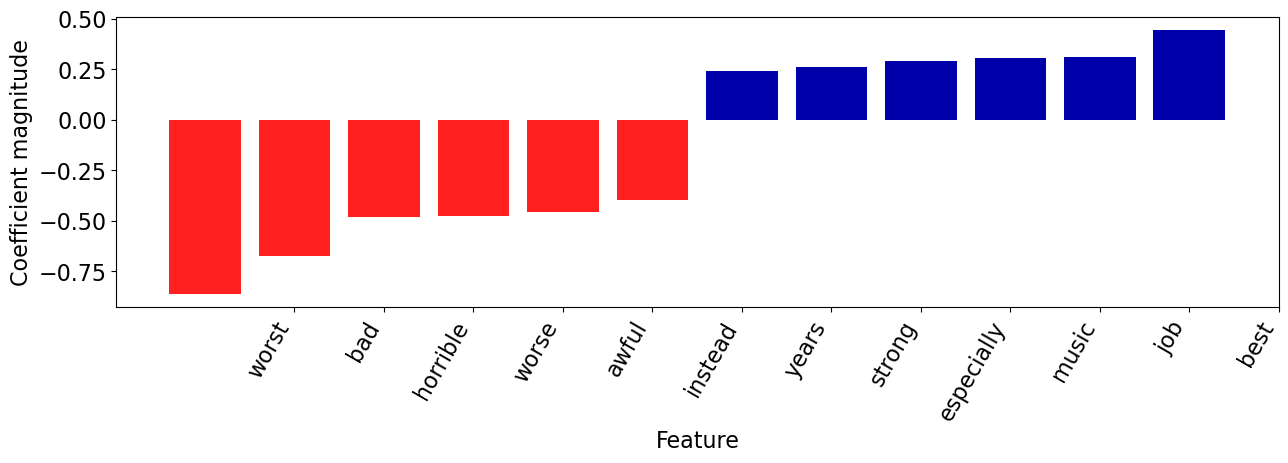 Coefficient magnitude
0.50
0.25
0.00
−0.25
−0.50
−0.75
worst
bad
horrible
worse
awful
instead
years
strong
especially
music
job
best
Feature